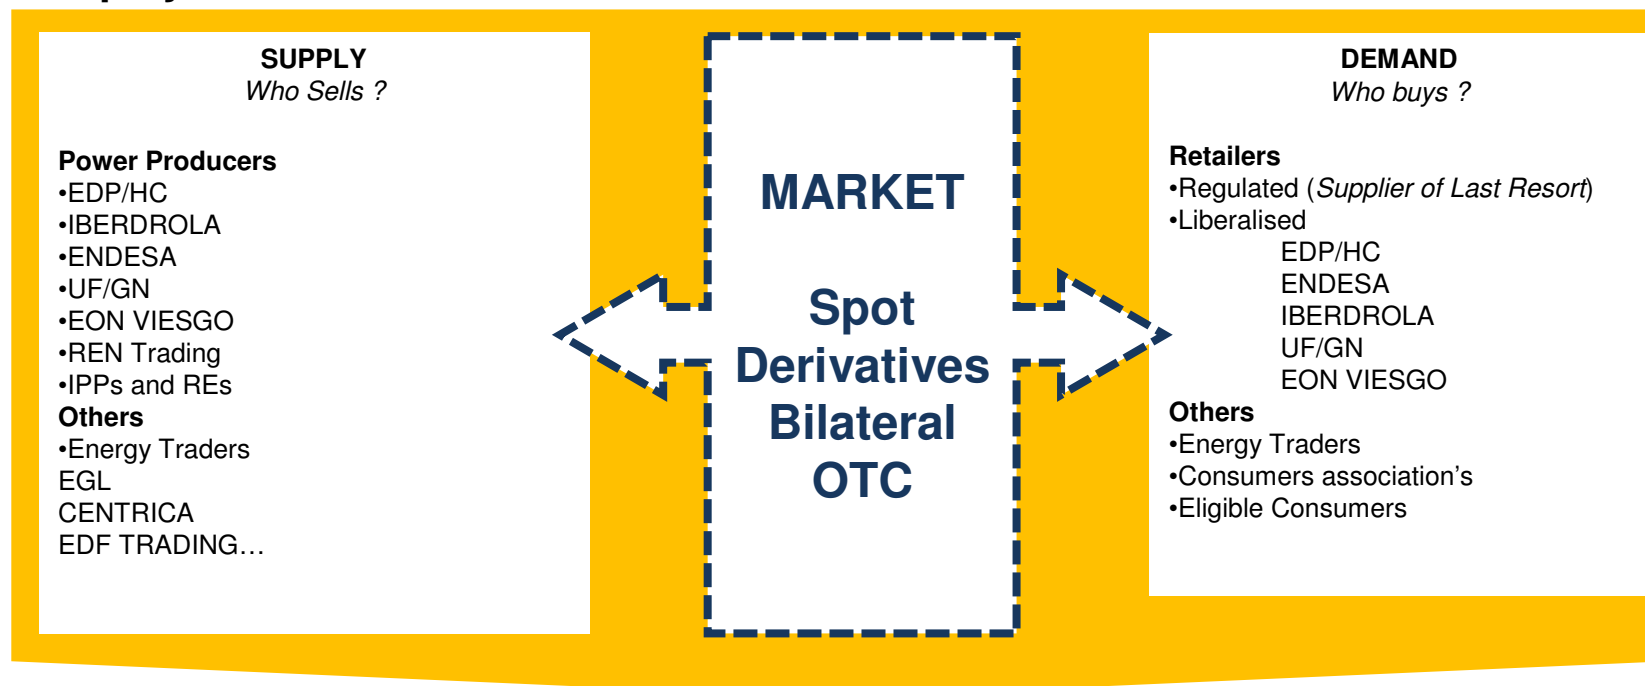 SUPPLY
Who Sells ?
Power Producers
•EDP/HC
•IBERDROLA
•ENDESA
•UF/GN
•EON VIESGO
•REN Trading
•IPPs and REs
Others
•Energy Traders
EGL
CENTRICA
EDF TRADING…
MARKET
Spot
Derivatives
Bilateral
OTC
DEMAND
Who buys ?
Retailers
•Regulated (Supplier of Last Resort)
•Liberalised
EDP/HC
ENDESA
IBERDROLA
UF/GN
EON VIESGO
Others
•Energy Traders
•Consumers association's
•Eligible Consumers